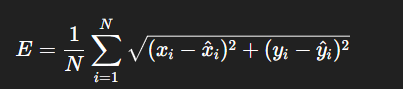 E = \frac{1}{N} \sum_{i=1}^{N} \sqrt{(x_i - \hat{x}_i)^2 + (y_i - \hat{y}_i)^2}